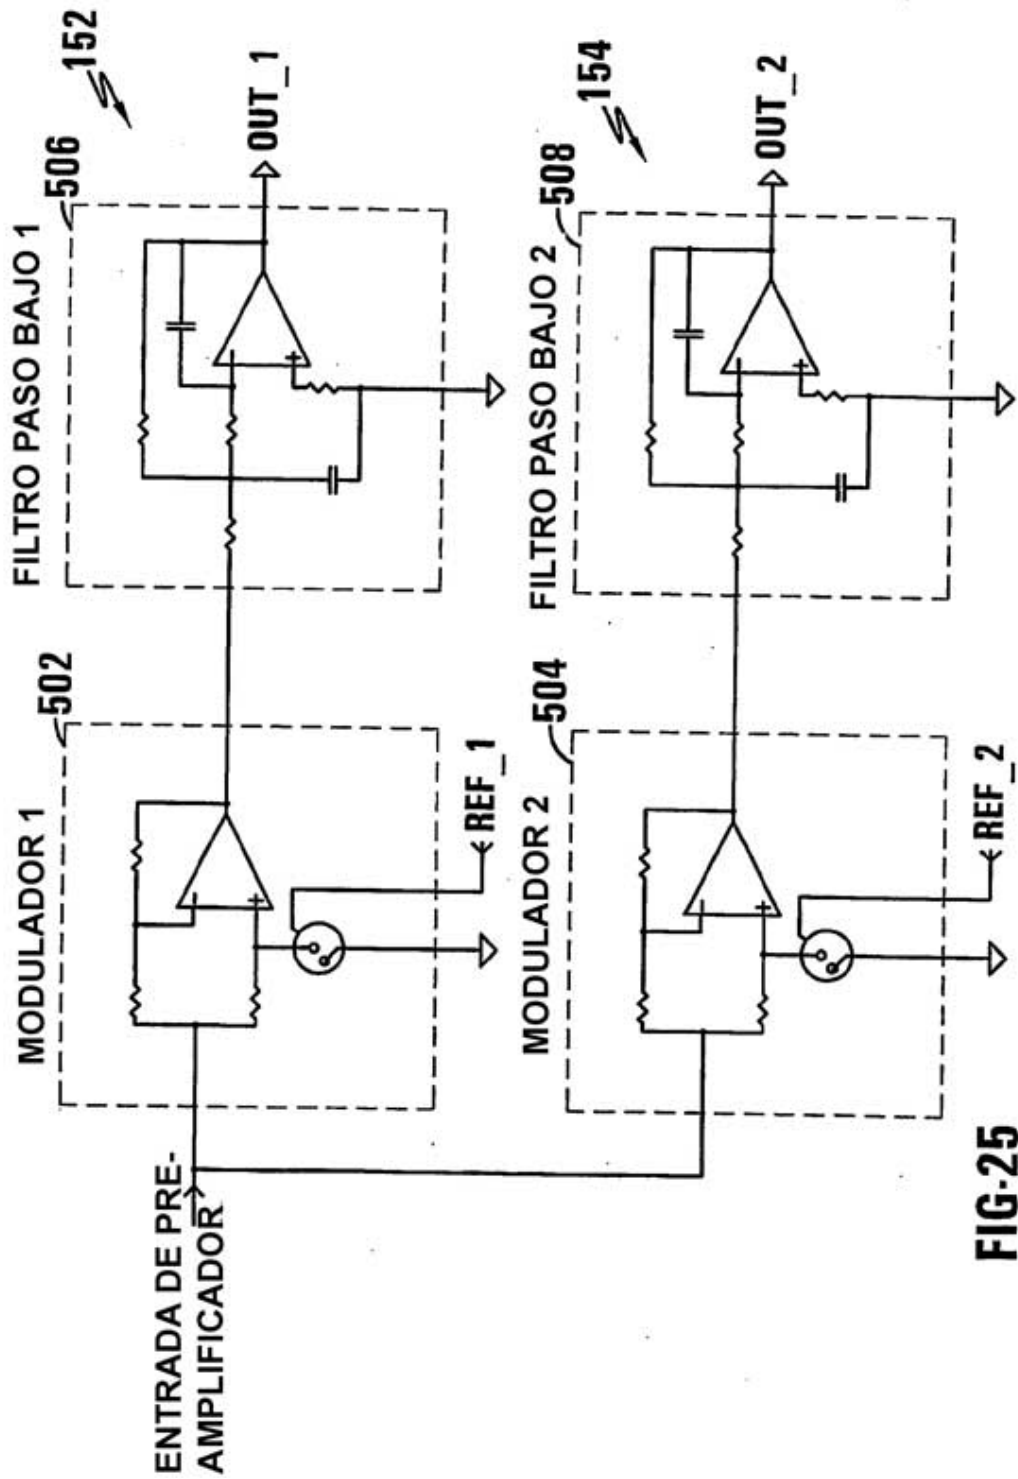 FILTRO PASO BAJO 1
506
152
MODULADOR 1
502
OUT_1
ENTRADA DE PRE-
AMPLIFICADOR
-
+
-
+
REF_1
FILTRO PASO BAJO 2
508
154
MODULADOR 2
504
OUT_2
-
+
-
+
REF_2
FIG-25